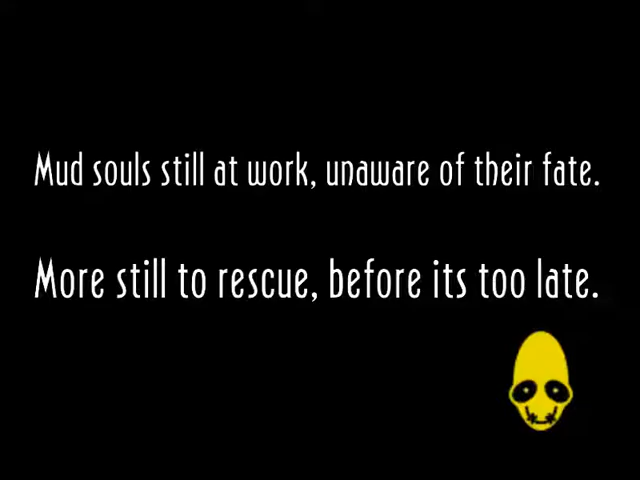 Mud souls still at work, unaware of their fate.
More still to rescue, before its too late.